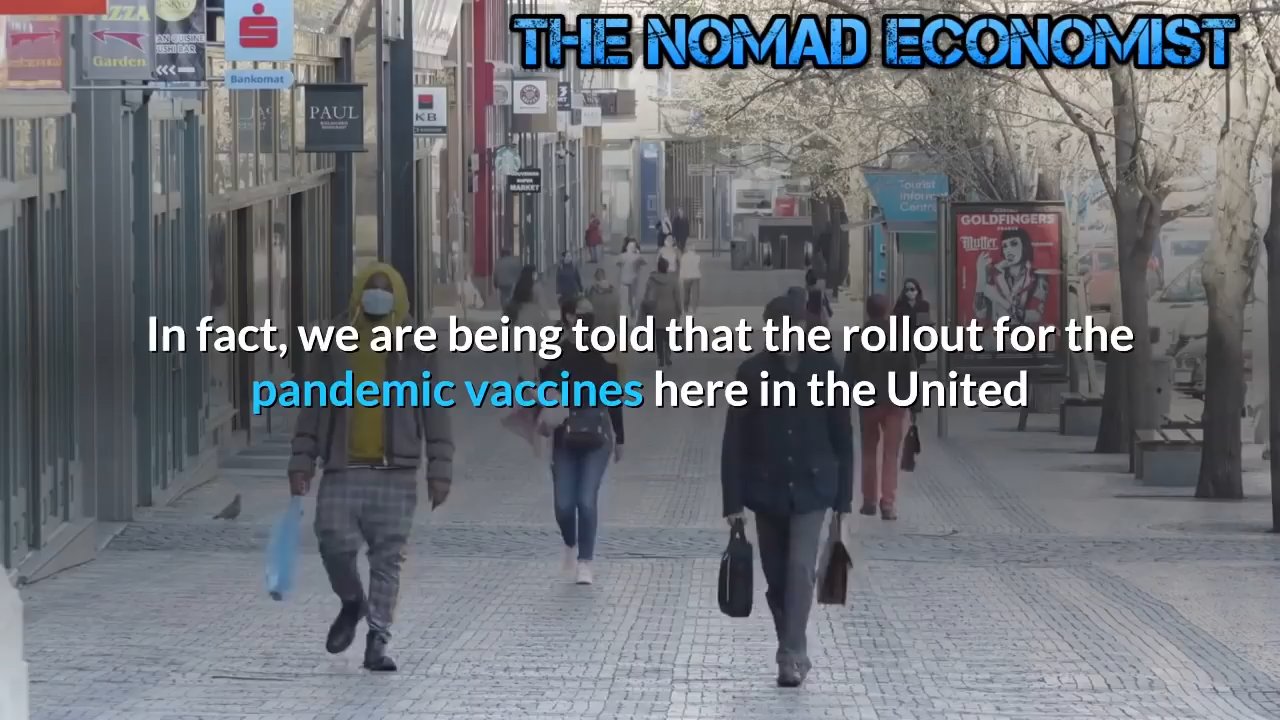 THE NOMAD ECONOMIST
PIZZA
Garden
Bankomat
PAUL
KB
MARKET
Tourist
Inform
Centre
GOLDFINGERS
In fact, we are being told that the rollout for the
pandemic vaccines here in the United